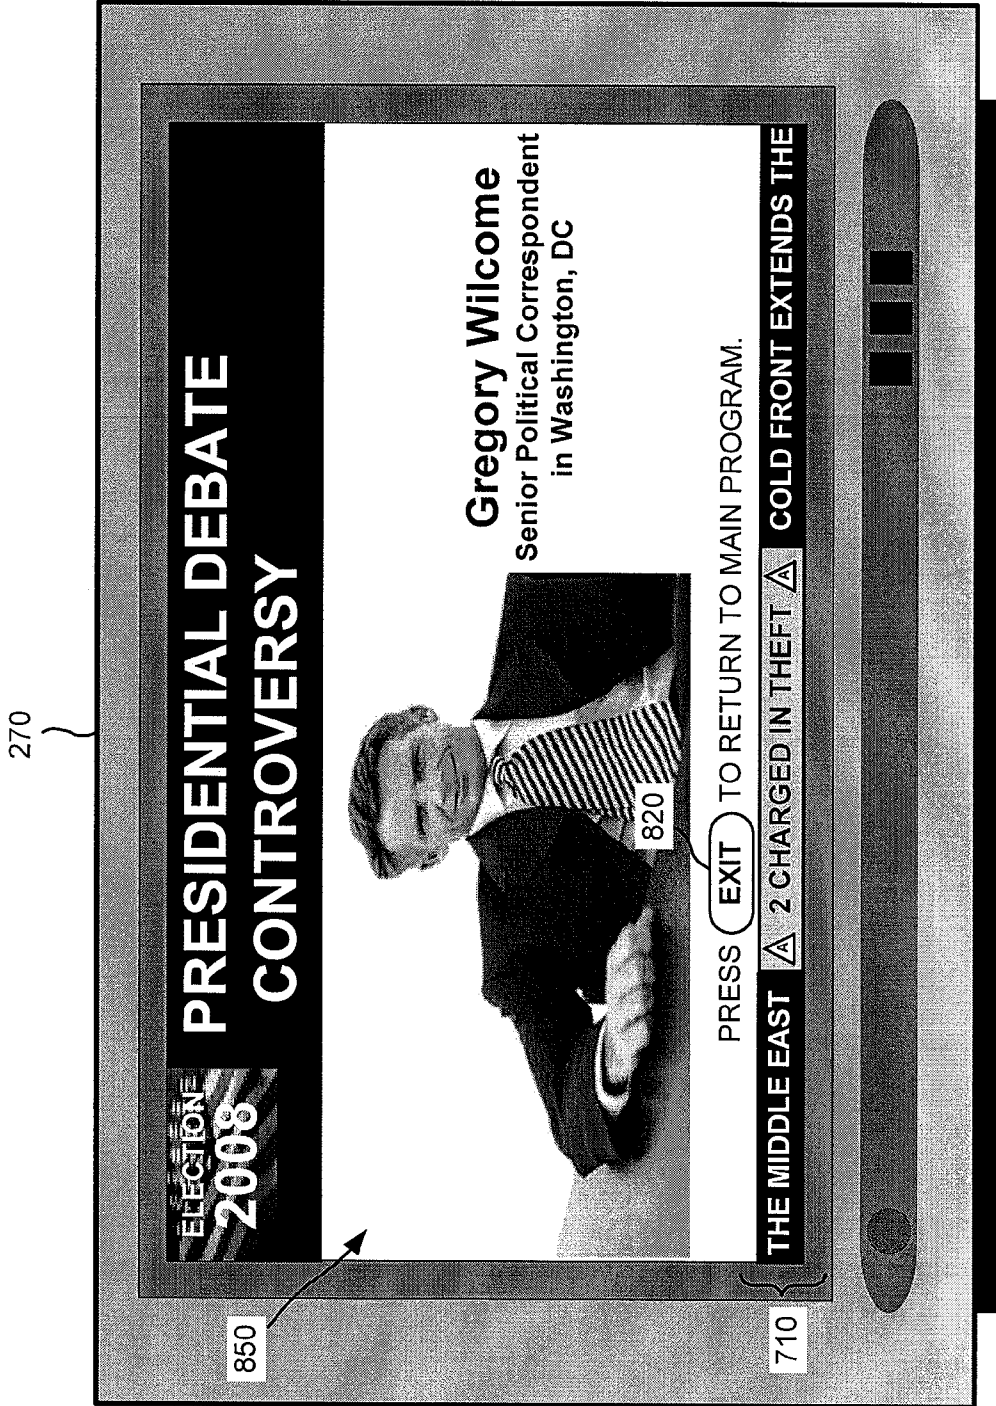 270
ELECTION
2008
PRESIDENTIAL DEBATE
CONTROVERSY
850
Gregory Wilcome
Senior Political Correspondent
in Washington, DC
820
PRESS EXIT TO RETURN TO MAIN PROGRAM.
THE MIDDLE EAST A 2 CHARGED IN THEFT A COLD FRONT EXTENDS THE
710